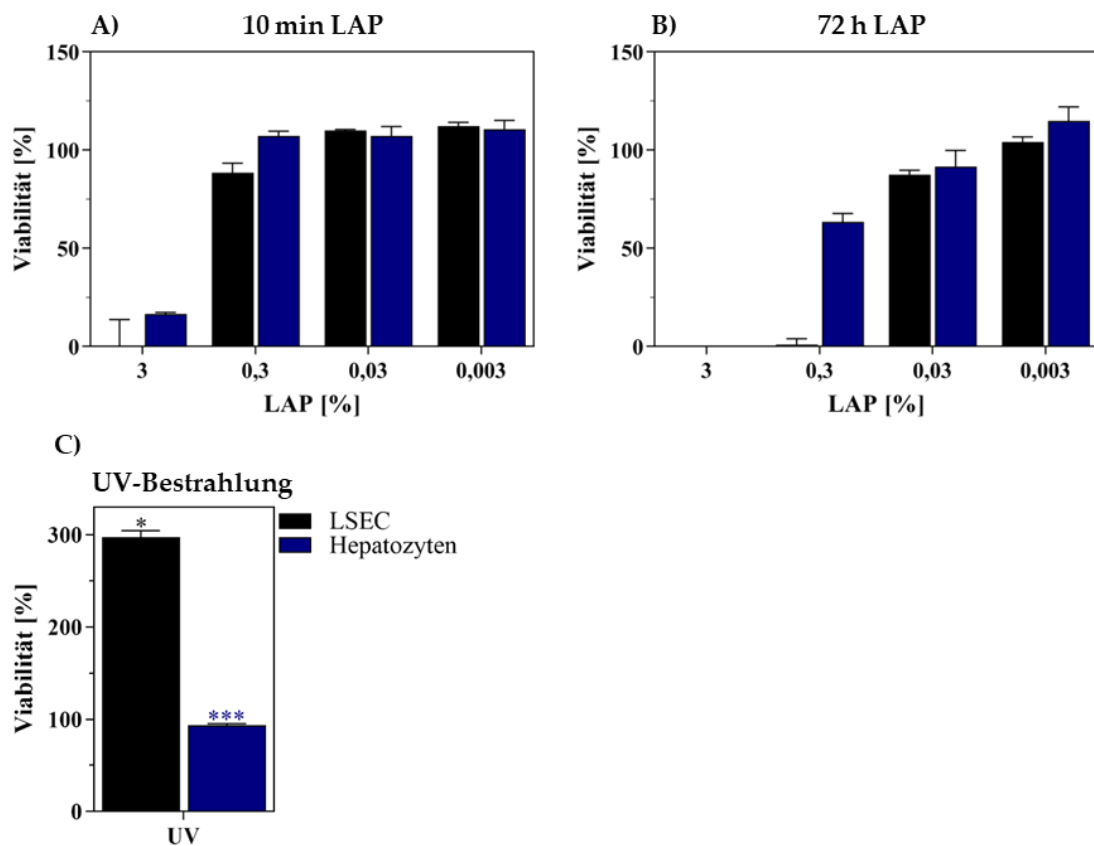 A) 10 min LAP
150
100
50
0
Viabilität [%]
3 0,3 0,03 0,003
LAP [%]
B) 72 h LAP
150
100
50
0
Viabilität [%]
3 0,3 0,03 0,003
LAP [%]
C)
UV-Bestrahlung
300
200
100
0
Viabilität [%]
*
***
UV
LSEC
Hepatozyten